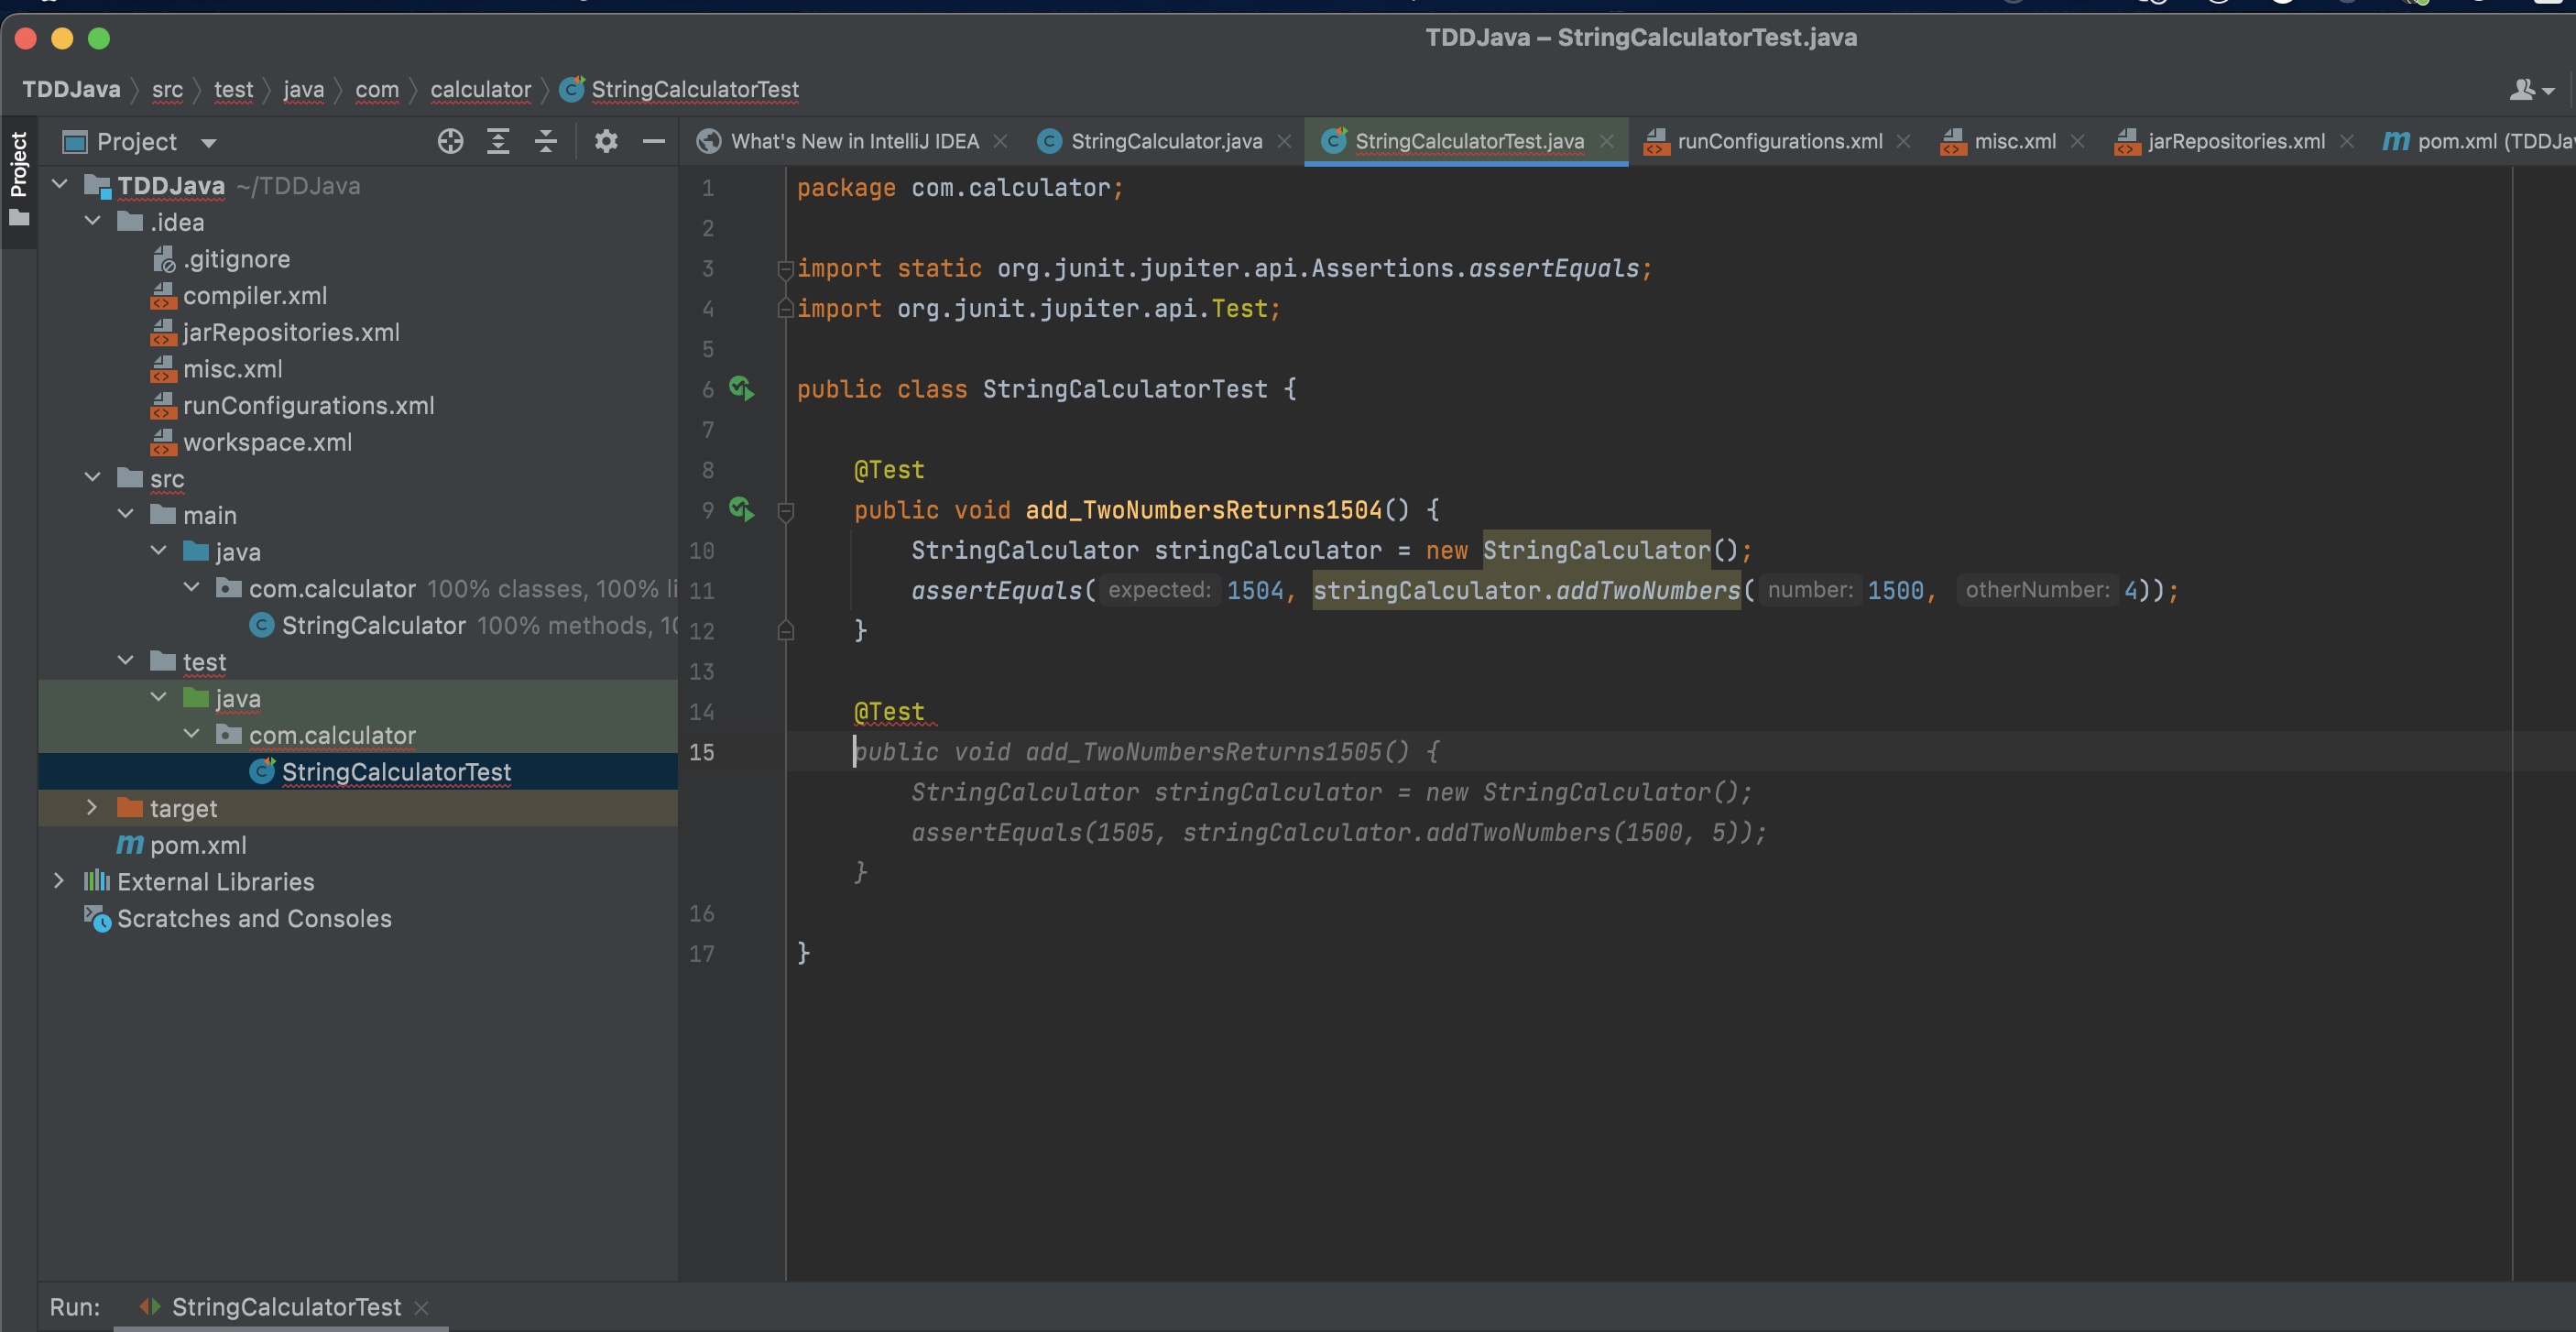 TDDJava – StringCalculatorTest.java
TDDJava src test java com calculator StringCalculatorTest
Project
Project
What's New in IntelliJ IDEA StringCalculator.java StringCalculatorTest.java runConfigurations.xml misc.xml jarRepositories.xml pom.xml (TDDJa
TDDJava ~/TDDJava
.idea
.gitignore
compiler.xml
jarRepositories.xml
misc.xml
runConfigurations.xml
workspace.xml
src
main
java
com.calculator 100% classes, 100% li
StringCalculator 100% methods, 10
test
java
com.calculator
StringCalculatorTest
target
pom.xml
External Libraries
Scratches and Consoles
1 package com.calculator;
2
3 import static org.junit.jupiter.api.Assertions.assertEquals;
4 import org.junit.jupiter.api.Test;
5
6 public class StringCalculatorTest {
7
8 @Test
9 public void add_TwoNumbersReturns1504() {
10 StringCalculator stringCalculator = new StringCalculator();
11 assertEquals( expected: 1504, stringCalculator.addTwoNumbers( number: 1500, otherNumber: 4));
12 }
13
14 @Test
15 public void add_TwoNumbersReturns1505() {
StringCalculator stringCalculator = new StringCalculator();
assertEquals(1505, stringCalculator.addTwoNumbers(1500, 5));
}
16
17 }
Run: StringCalculatorTest